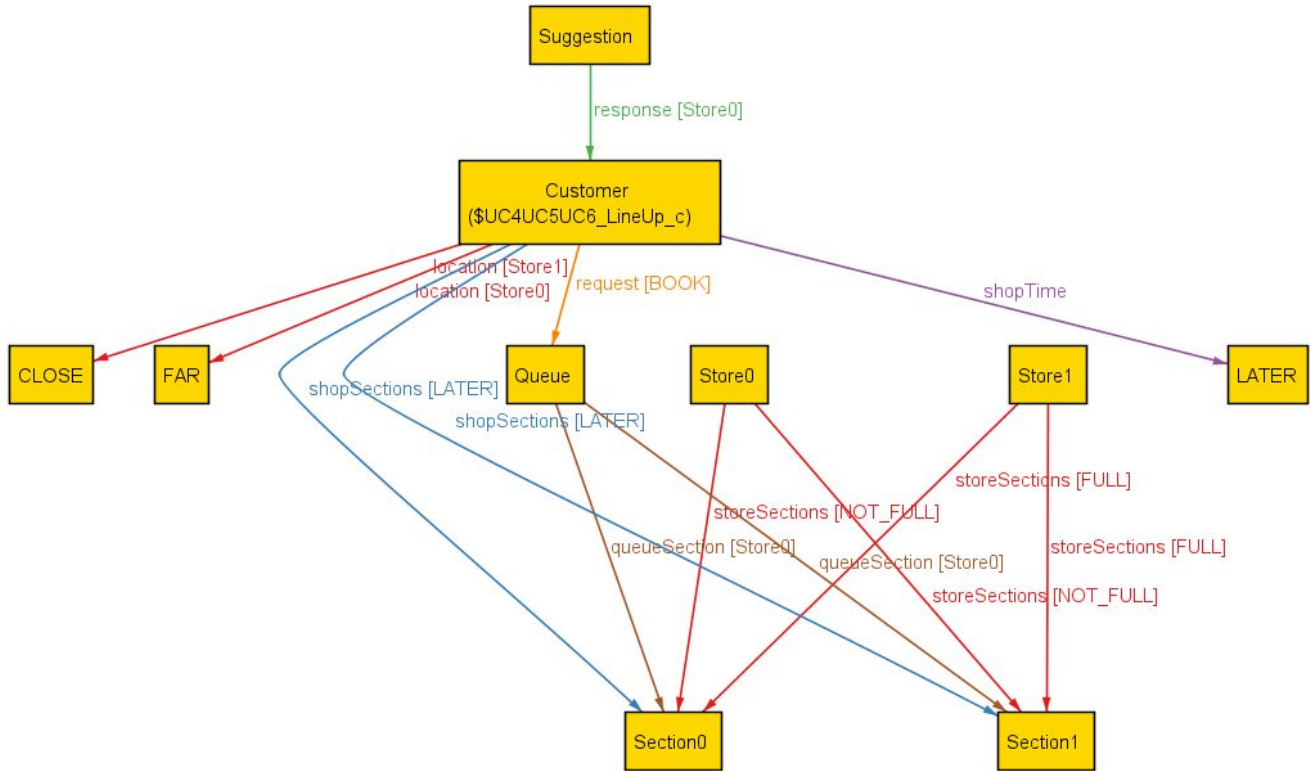 Suggestion
response [Store0]
Customer
($UC4UC5UC6_LineUp_c)
location [Store1]
location [Store0]
request [BOOK]
shopTime
CLOSE
FAR
Queue
Store0
Store1
LATER
shopSections [LATER]
shopSections [LATER]
storeSections [FULL]
storeSections [NOT_FULL]
queueSection [Store0]
queueSection [Store0]
storeSections [FULL]
storeSections [NOT_FULL]
Section0
Section1